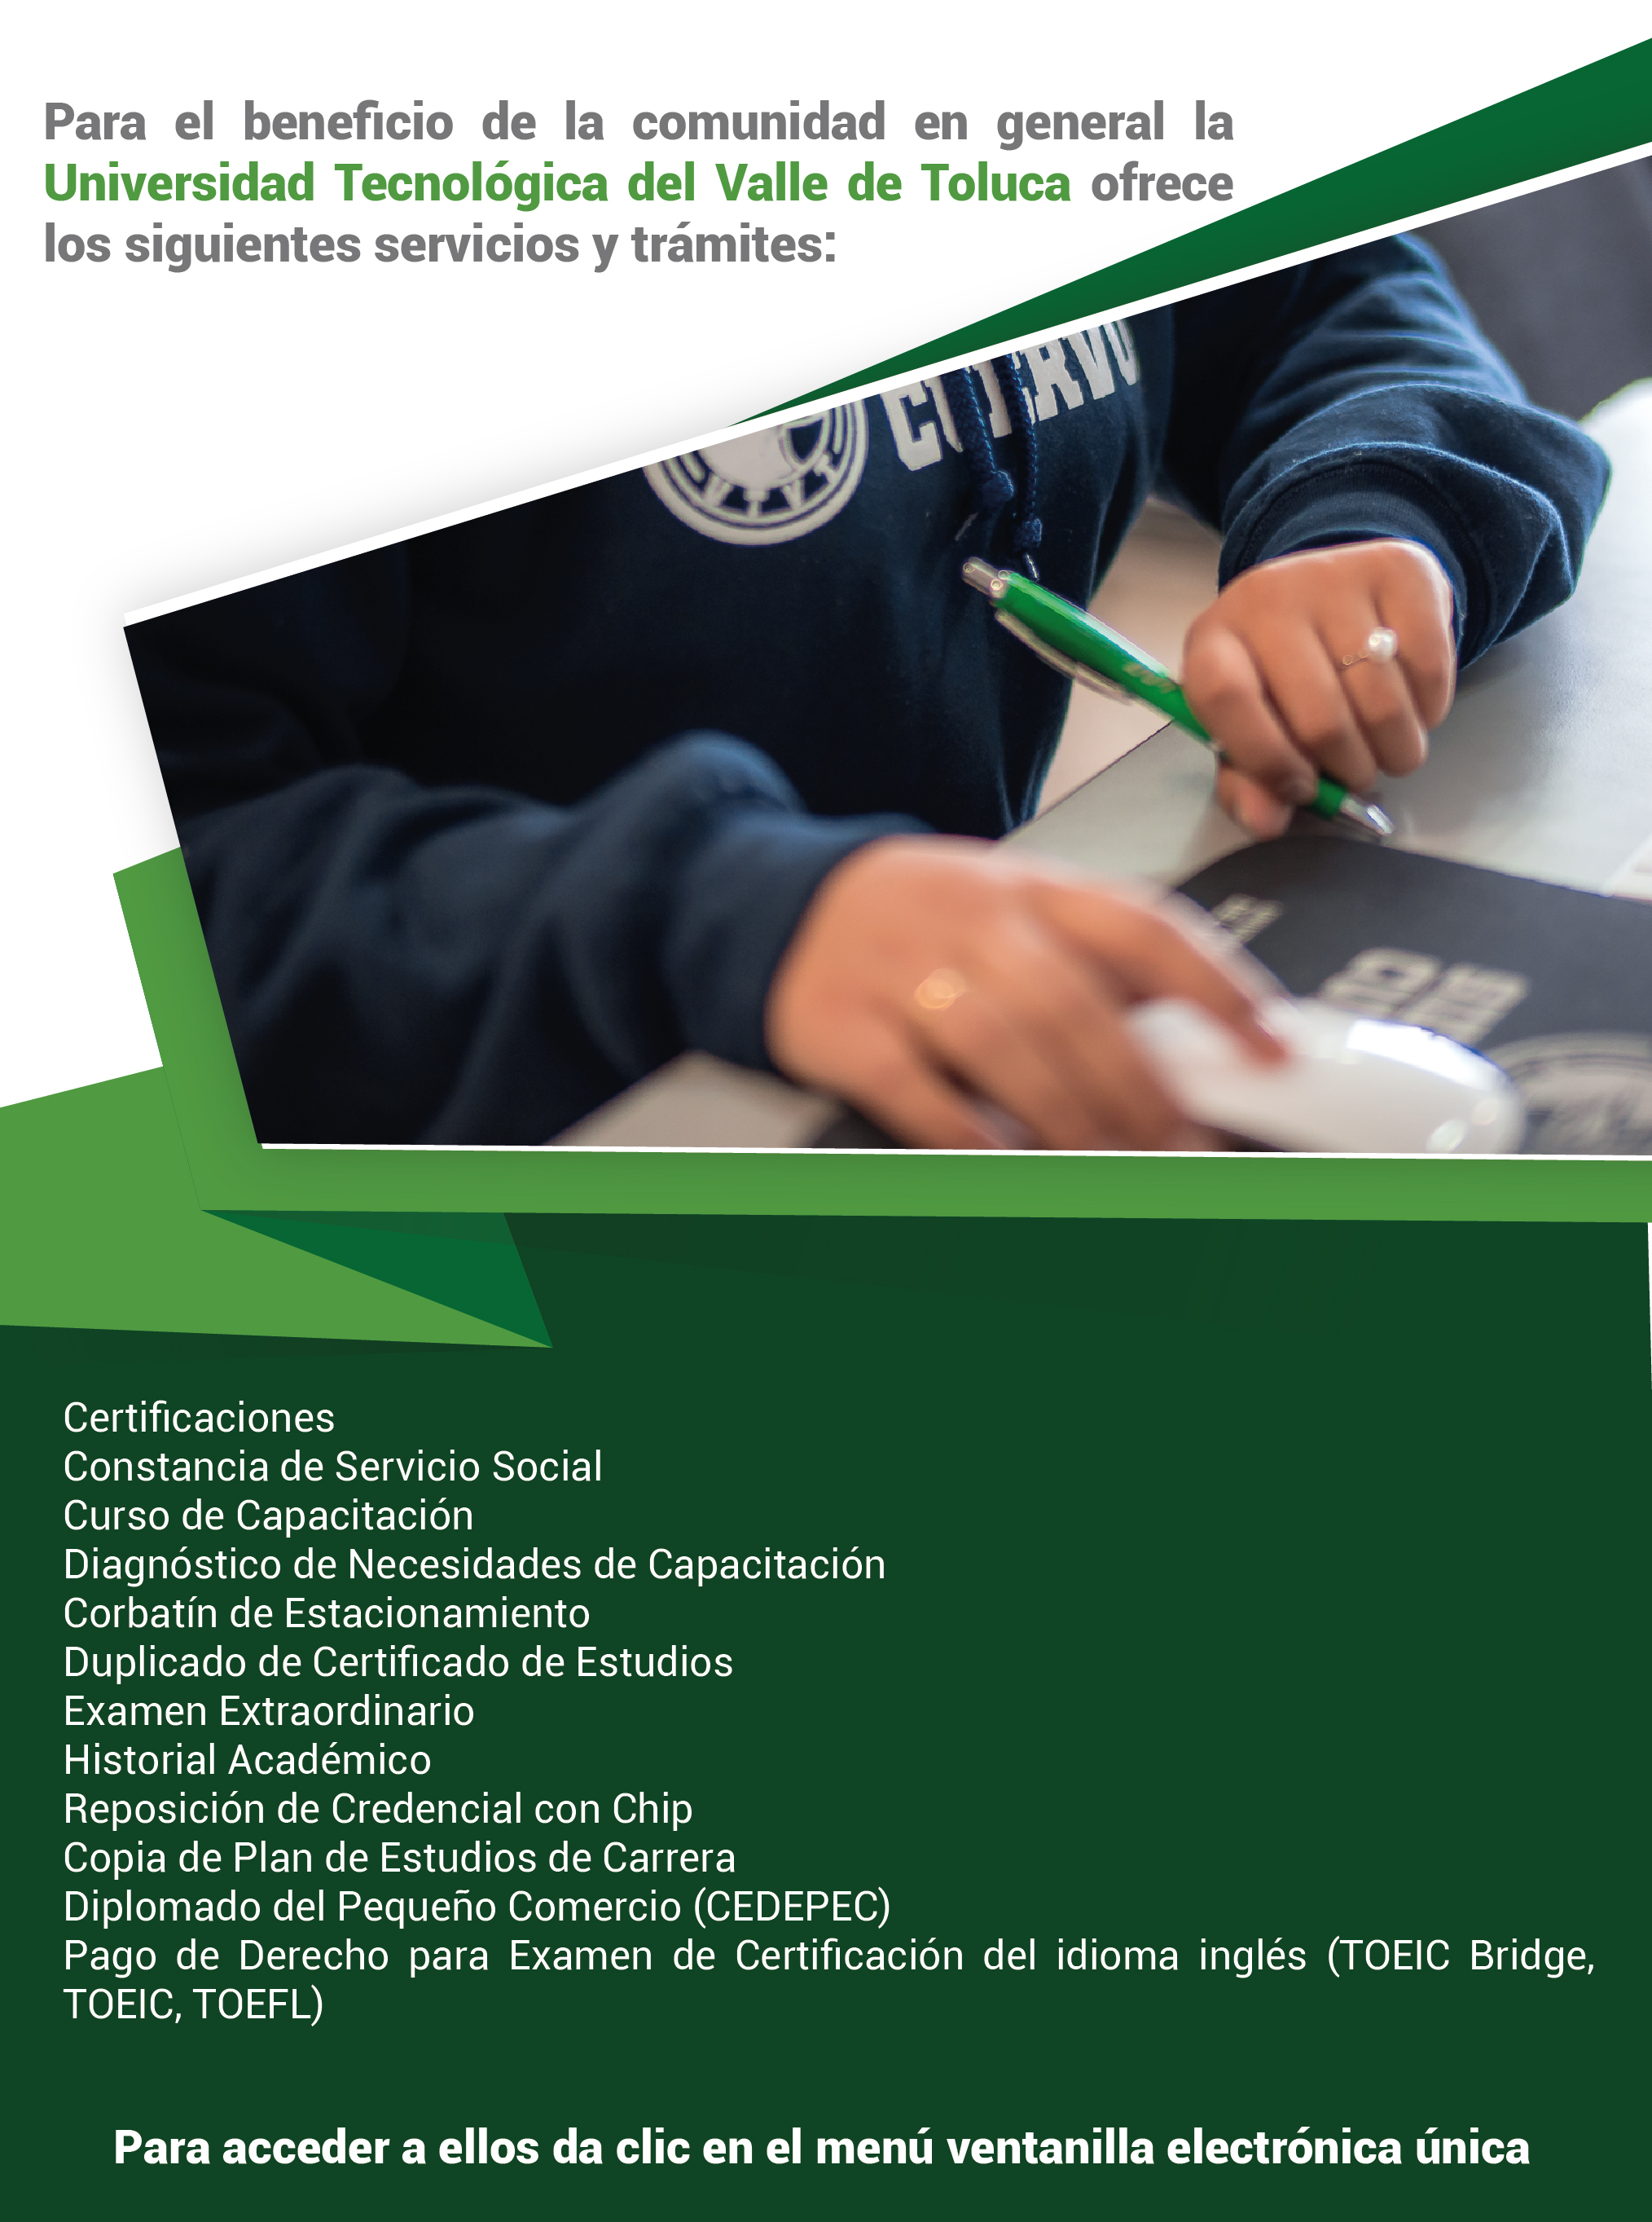 Para el beneficio de la comunidad en general la
Universidad Tecnológica del Valle de Toluca ofrece
los siguientes servicios y trámites:
Certificaciones
Constancia de Servicio Social
Curso de Capacitación
Diagnóstico de Necesidades de Capacitación
Corbatín de Estacionamiento
Duplicado de Certificado de Estudios
Examen Extraordinario
Historial Académico
Reposición de Credencial con Chip
Copia de Plan de Estudios de Carrera
Diplomado del Pequeño Comercio (CEDEPEC)
Pago de Derecho para Examen de Certificación del idioma inglés (TOEIC Bridge,
TOEIC, TOEFL)
Para acceder a ellos da clic en el menú ventanilla electrónica única